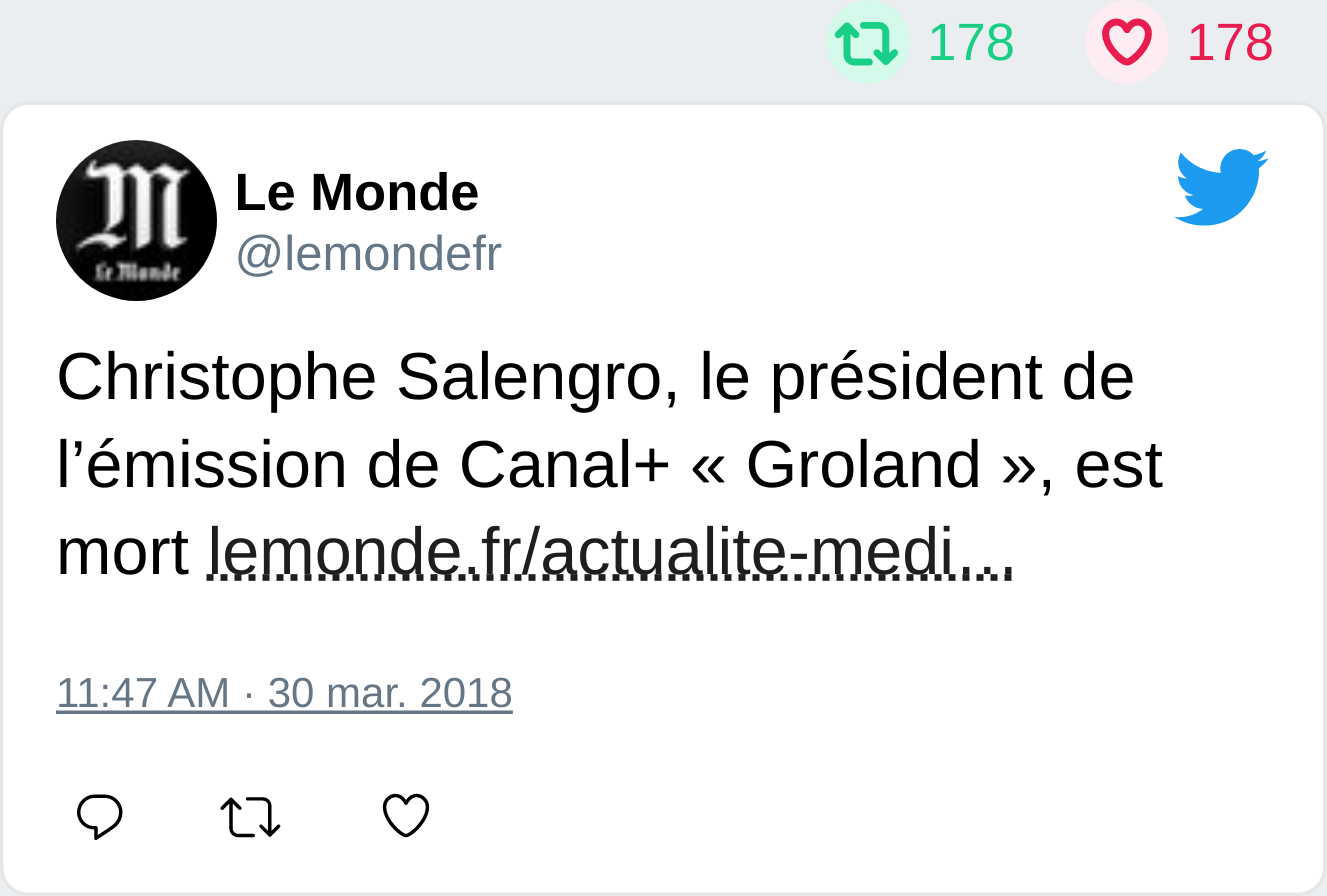 178 178
Le Monde
Le Monde
@lemondefr
Christophe Salengro, le président de
l’émission de Canal+ « Groland », est
mort lemonde.fr/actualite-medi…
11:47 AM · 30 mar. 2018